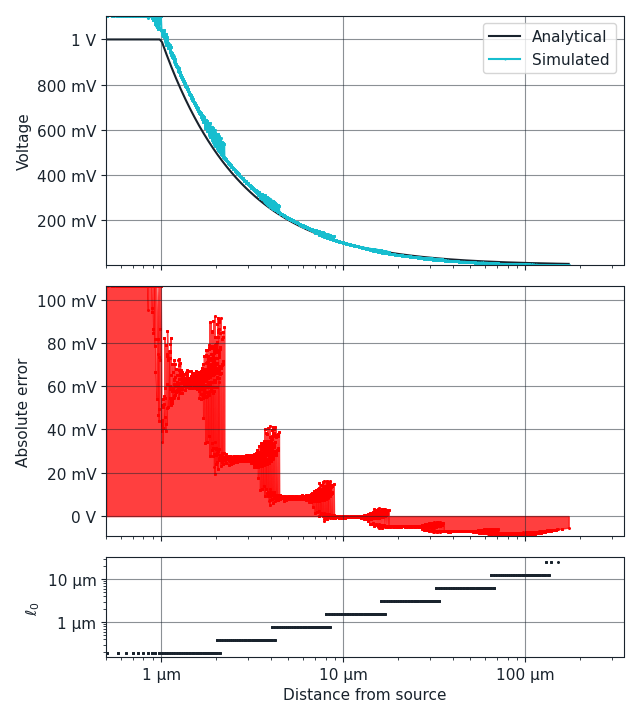 1 V
800 mV
600 mV
400 mV
200 mV
Voltage
Analytical
Simulated
100 mV
80 mV
60 mV
40 mV
20 mV
0 V
Absolute error
10 µm
1 µm
ℓ₀
1 µm 10 µm 100 µm
Distance from source